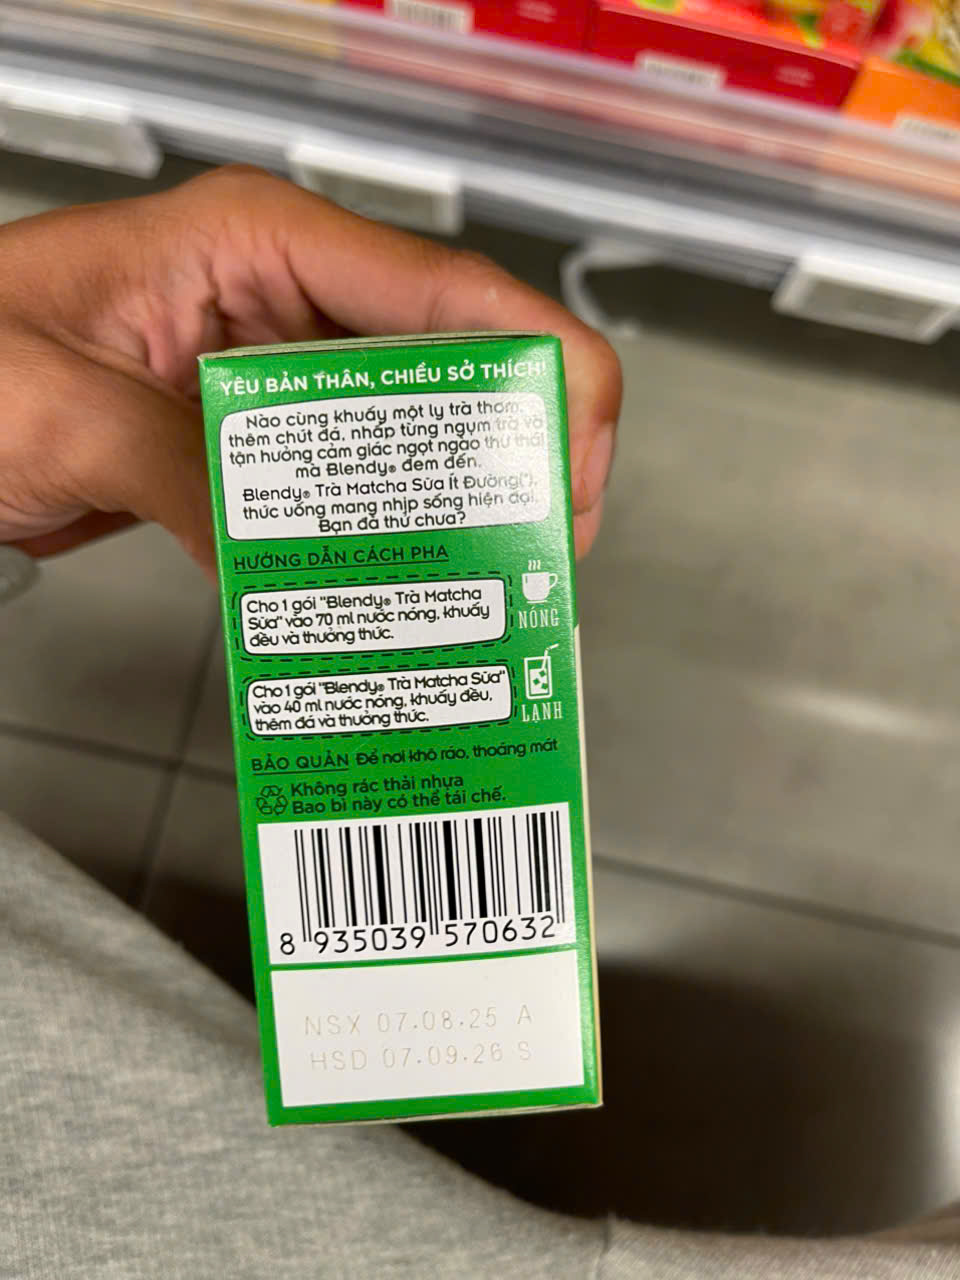 YÊU BẢN THÂN, CHIỀU SỞ THÍCH!
Nào cùng khuấy một ly trà thơm,
thêm chút đá, nhấp từng ngụm trà và
tận hưởng cảm giác ngọt ngào thư thái
mà Blendy® đem đến.
Blendy® Trà Matcha Sữa Ít Đường(*),
thức uống mang nhịp sống hiện đại.
Bạn đã thử chưa?
HƯỚNG DẪN CÁCH PHA
Cho 1 gói "Blendy® Trà Matcha
Sữa" vào 70 ml nước nóng, khuấy
đều và thưởng thức.
NÓNG
Cho 1 gói "Blendy® Trà Matcha Sữa"
vào 40 ml nước nóng, khuấy đều,
thêm đá và thưởng thức.
LẠNH
BẢO QUẢN Để nơi khô ráo, thoáng mát
Không rác thải nhựa
Bao bì này có thể tái chế.
8 935039 570632
NSX 07.08.25 A
HSD 07.09.26 S